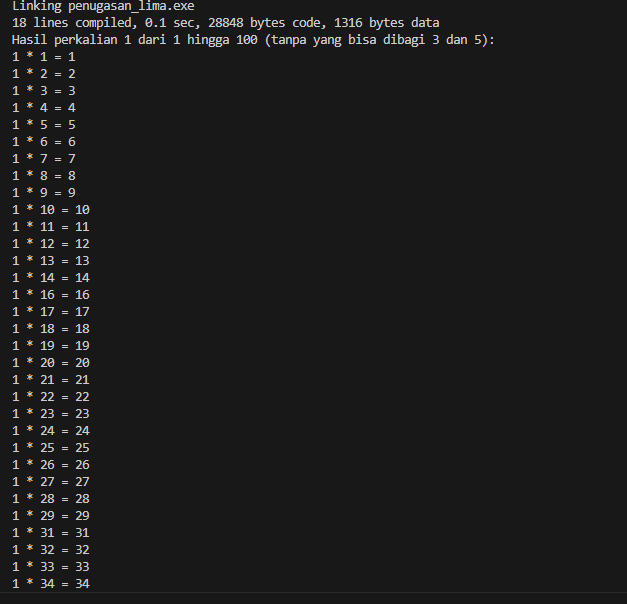 Linking penugasan_lima.exe
18 lines compiled, 0.1 sec, 28848 bytes code, 1316 bytes data
Hasil perkalian 1 dari 1 hingga 100 (tanpa yang bisa dibagi 3 dan 5):
1 * 1 = 1
1 * 2 = 2
1 * 3 = 3
1 * 4 = 4
1 * 5 = 5
1 * 6 = 6
1 * 7 = 7
1 * 8 = 8
1 * 9 = 9
1 * 10 = 10
1 * 11 = 11
1 * 12 = 12
1 * 13 = 13
1 * 14 = 14
1 * 16 = 16
1 * 17 = 17
1 * 18 = 18
1 * 19 = 19
1 * 20 = 20
1 * 21 = 21
1 * 22 = 22
1 * 23 = 23
1 * 24 = 24
1 * 25 = 25
1 * 26 = 26
1 * 27 = 27
1 * 28 = 28
1 * 29 = 29
1 * 31 = 31
1 * 32 = 32
1 * 33 = 33
1 * 34 = 34